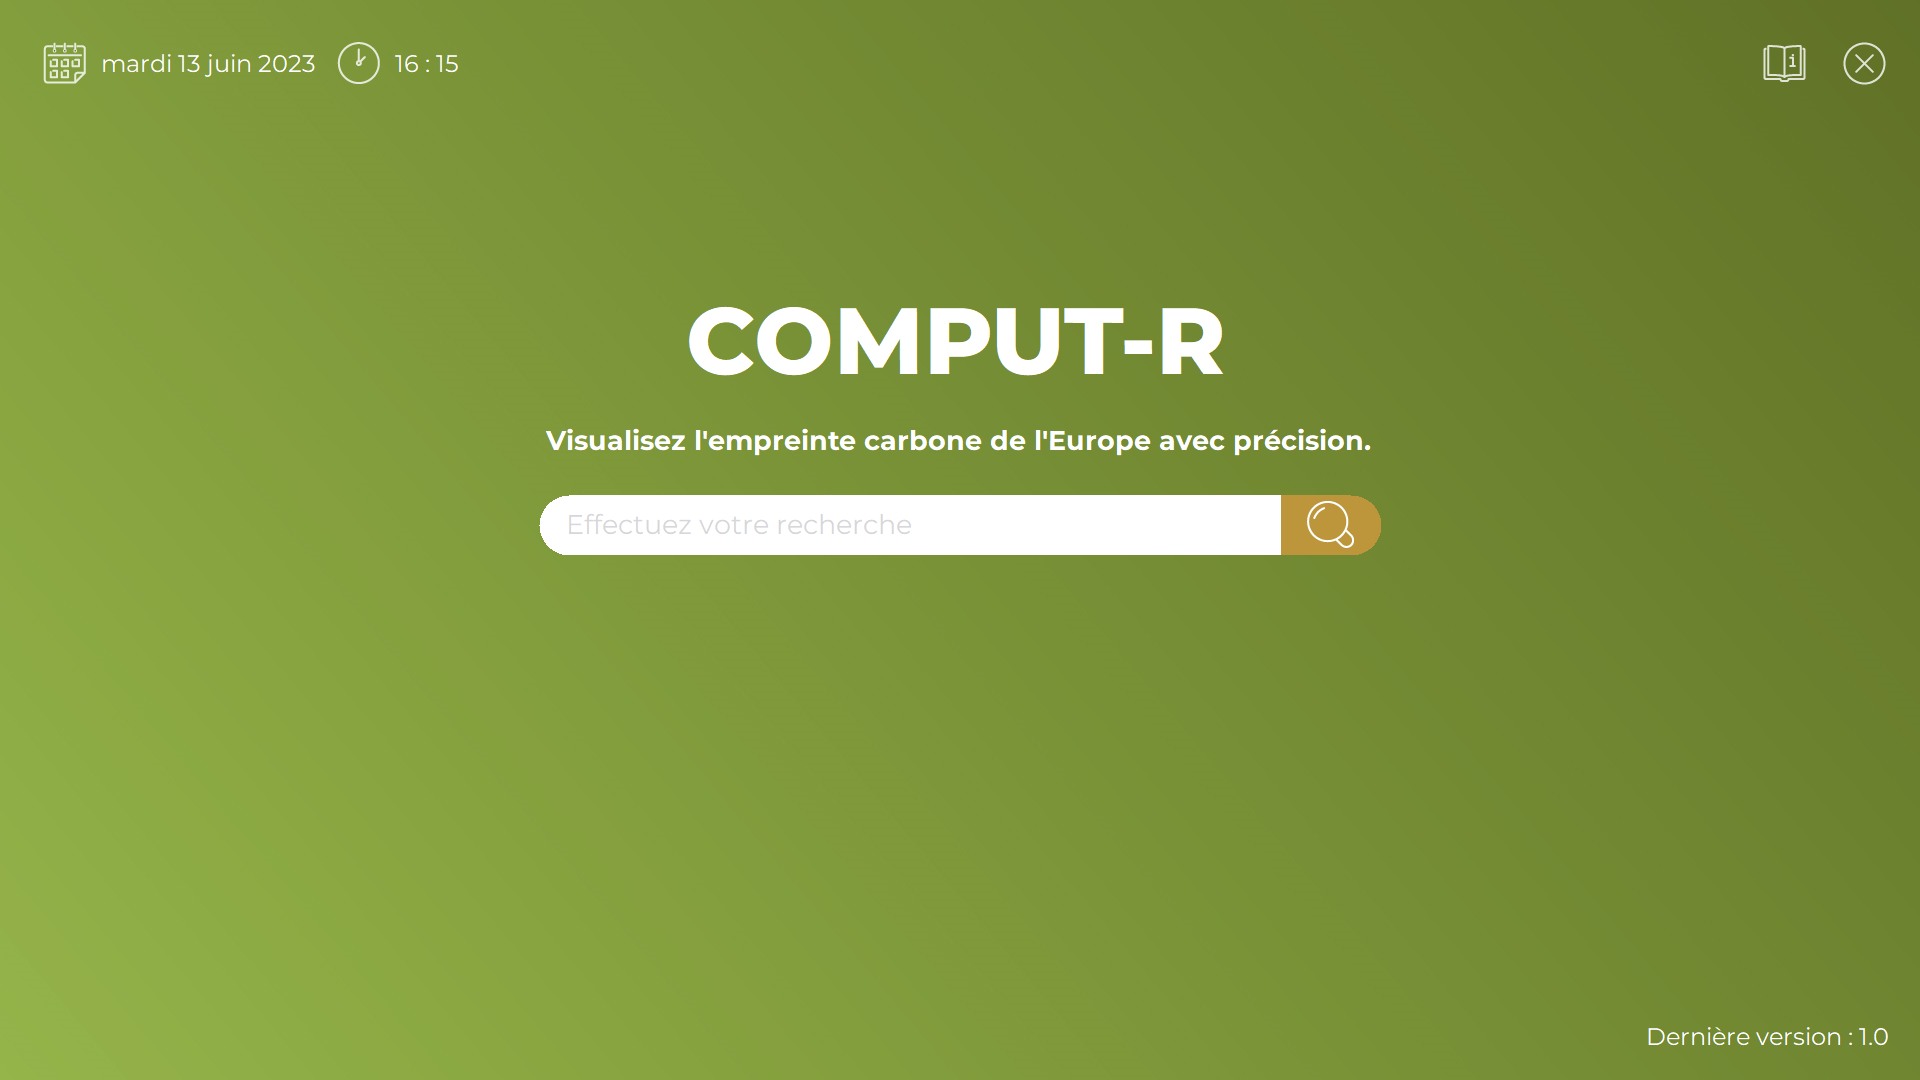 mardi 13 juin 2023 16 : 15
COMPUT-R
Visualisez l'empreinte carbone de l'Europe avec précision.
Effectuez votre recherche
Dernière version : 1.0